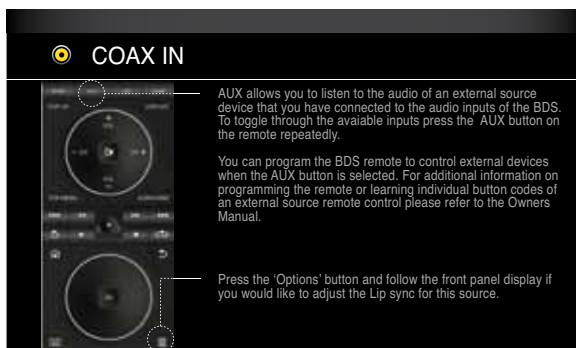 COAX IN
AUX allows you to listen to the audio of an external source
device that you have connected to the audio inputs of the BDS.
To toggle through the avaiable inputs press the  AUX button on
the remote repeatedly.
You can program the BDS remote to control external devices
when the AUX button is selected. For additional information on
programming the remote or learning individual button codes of
an external source remote control please refer to the Owners
Manual.
Press the ‘Options’ button and follow the front panel display if
you would like to adjust the Lip sync for this source.